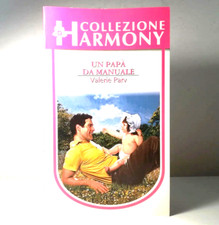 COLLEZIONE
HARMONY
UN PAPÀ
DA MANUALE
Valerie Parv